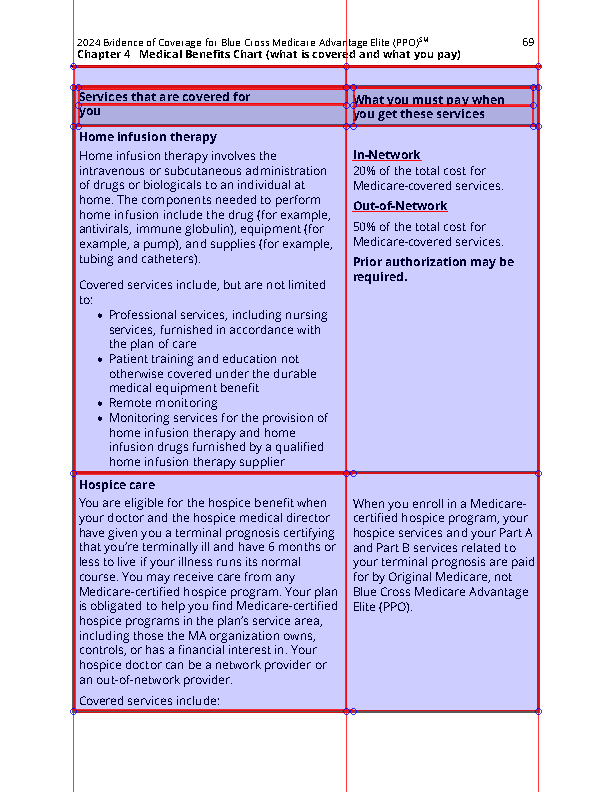 2024 Evidence of Coverage for Blue Cross Medicare Advantage Elite (PPO)SM 69
Chapter 4 Medical Benefits Chart (what is covered and what you pay)
Services that are covered for
you
What you must pay when
you get these services
Home infusion therapy
Home infusion therapy involves the
intravenous or subcutaneous administration
of drugs or biologicals to an individual at
home. The components needed to perform
home infusion include the drug (for example,
antivirals, immune globulin), equipment (for
example, a pump), and supplies (for example,
tubing and catheters).
Covered services include, but are not limited
to:
• Professional services, including nursing
services, furnished in accordance with
the plan of care
• Patient training and education not
otherwise covered under the durable
medical equipment benefit
• Remote monitoring
• Monitoring services for the provision of
home infusion therapy and home
infusion drugs furnished by a qualified
home infusion therapy supplier
In-Network
20% of the total cost for
Medicare-covered services.
Out-of-Network
50% of the total cost for
Medicare-covered services.
Prior authorization may be
required.
Hospice care
You are eligible for the hospice benefit when
your doctor and the hospice medical director
have given you a terminal prognosis certifying
that you're terminally ill and have 6 months or
less to live if your illness runs its normal
course. You may receive care from any
Medicare-certified hospice program. Your plan
is obligated to help you find Medicare-certified
hospice programs in the plan's service area,
including those the MA organization owns,
controls, or has a financial interest in. Your
hospice doctor can be a network provider or
an out-of-network provider.
Covered services include:
When you enroll in a Medicare-
certified hospice program, your
hospice services and your Part A
and Part B services related to
your terminal prognosis are paid
for by Original Medicare, not
Blue Cross Medicare Advantage
Elite (PPO).